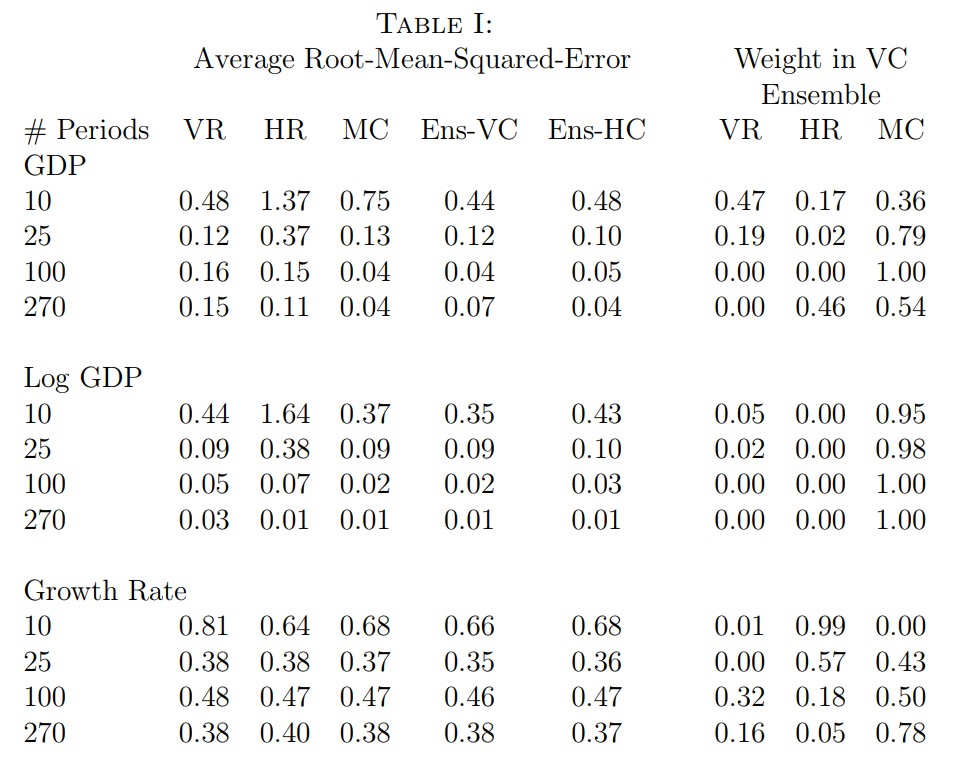 TABLE I:
Average Root-Mean-Squared-Error Weight in VC
Ensemble
# Periods VR HR MC Ens-VC Ens-HC VR HR MC
GDP
10 0.48 1.37 0.75 0.44 0.48 0.47 0.17 0.36
25 0.12 0.37 0.13 0.12 0.10 0.19 0.02 0.79
100 0.16 0.15 0.04 0.04 0.05 0.00 0.00 1.00
270 0.15 0.11 0.04 0.07 0.04 0.00 0.46 0.54
Log GDP
10 0.44 1.64 0.37 0.35 0.43 0.05 0.00 0.95
25 0.09 0.38 0.09 0.09 0.10 0.02 0.00 0.98
100 0.05 0.07 0.02 0.02 0.03 0.00 0.00 1.00
270 0.03 0.01 0.01 0.01 0.01 0.00 0.00 1.00
Growth Rate
10 0.81 0.64 0.68 0.66 0.68 0.01 0.99 0.00
25 0.38 0.38 0.37 0.35 0.36 0.00 0.57 0.43
100 0.48 0.47 0.47 0.46 0.47 0.32 0.18 0.50
270 0.38 0.40 0.38 0.38 0.37 0.16 0.05 0.78